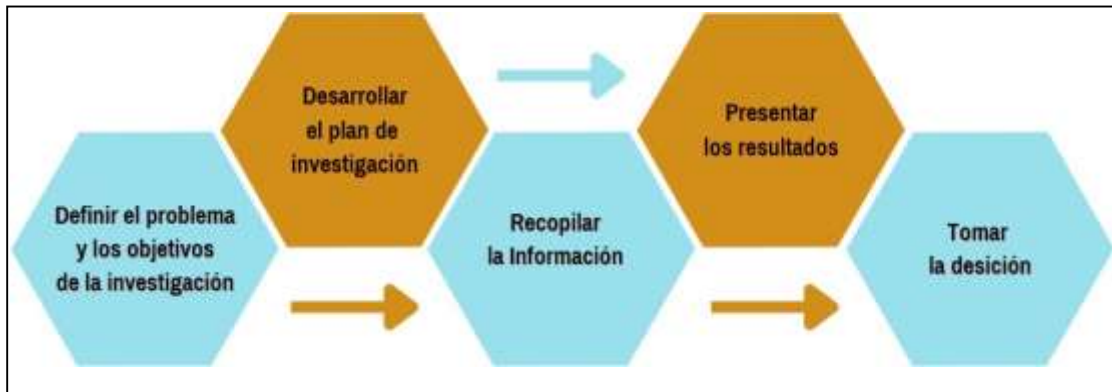 Definir el problema
y los objetivos
de la investigación
Desarrollar
el plan de
investigación
Recopilar
la Información
Presentar
los resultados
Tomar
la desición